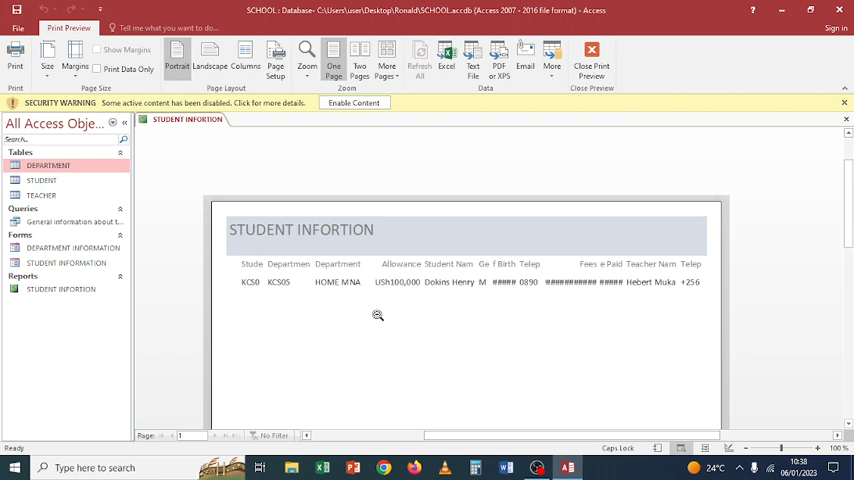 SCHOOL : Database- C:\Users\user\Desktop\Ronald\SCHOOL.accdb (Access 2007 - 2016 file format) - Access
?
File
Print Preview
Tell me what you want to do...
Sign in
Print
Size
Margins
Show Margins
Print Data Only
Portrait
Landscape
Columns
Page Setup
Zoom
One Page
Two Pages
More Pages
Refresh All
Excel
Text File
PDF or XPS
Email
More
Close Print Preview
Print
Page Size
Page Layout
Zoom
Data
Close Preview
SECURITY WARNING Some active content has been disabled. Click for more details.
Enable Content
All Access Obje...
STUDENT INFORTION
Search...
Tables
DEPARTMENT
STUDENT
TEACHER
Queries
General information about t...
Forms
DEPARTMENT INFORMATION
STUDENT INFORMATION
Reports
STUDENT INFORTION
STUDENT INFORTION
Stude Departmen Department Allowance Student Nam Ge f Birth Telep Fees e Paid Teacher Nam Telep
KCS0 KCS05 HOME M NA USh100,000 Dokins Henry M ##### 0890 ########### ##### Hebert Muka +256
Page: 1 No Filter
Ready
Caps Lock
100 %
Type here to search
24°C
10:38
06/01/2023